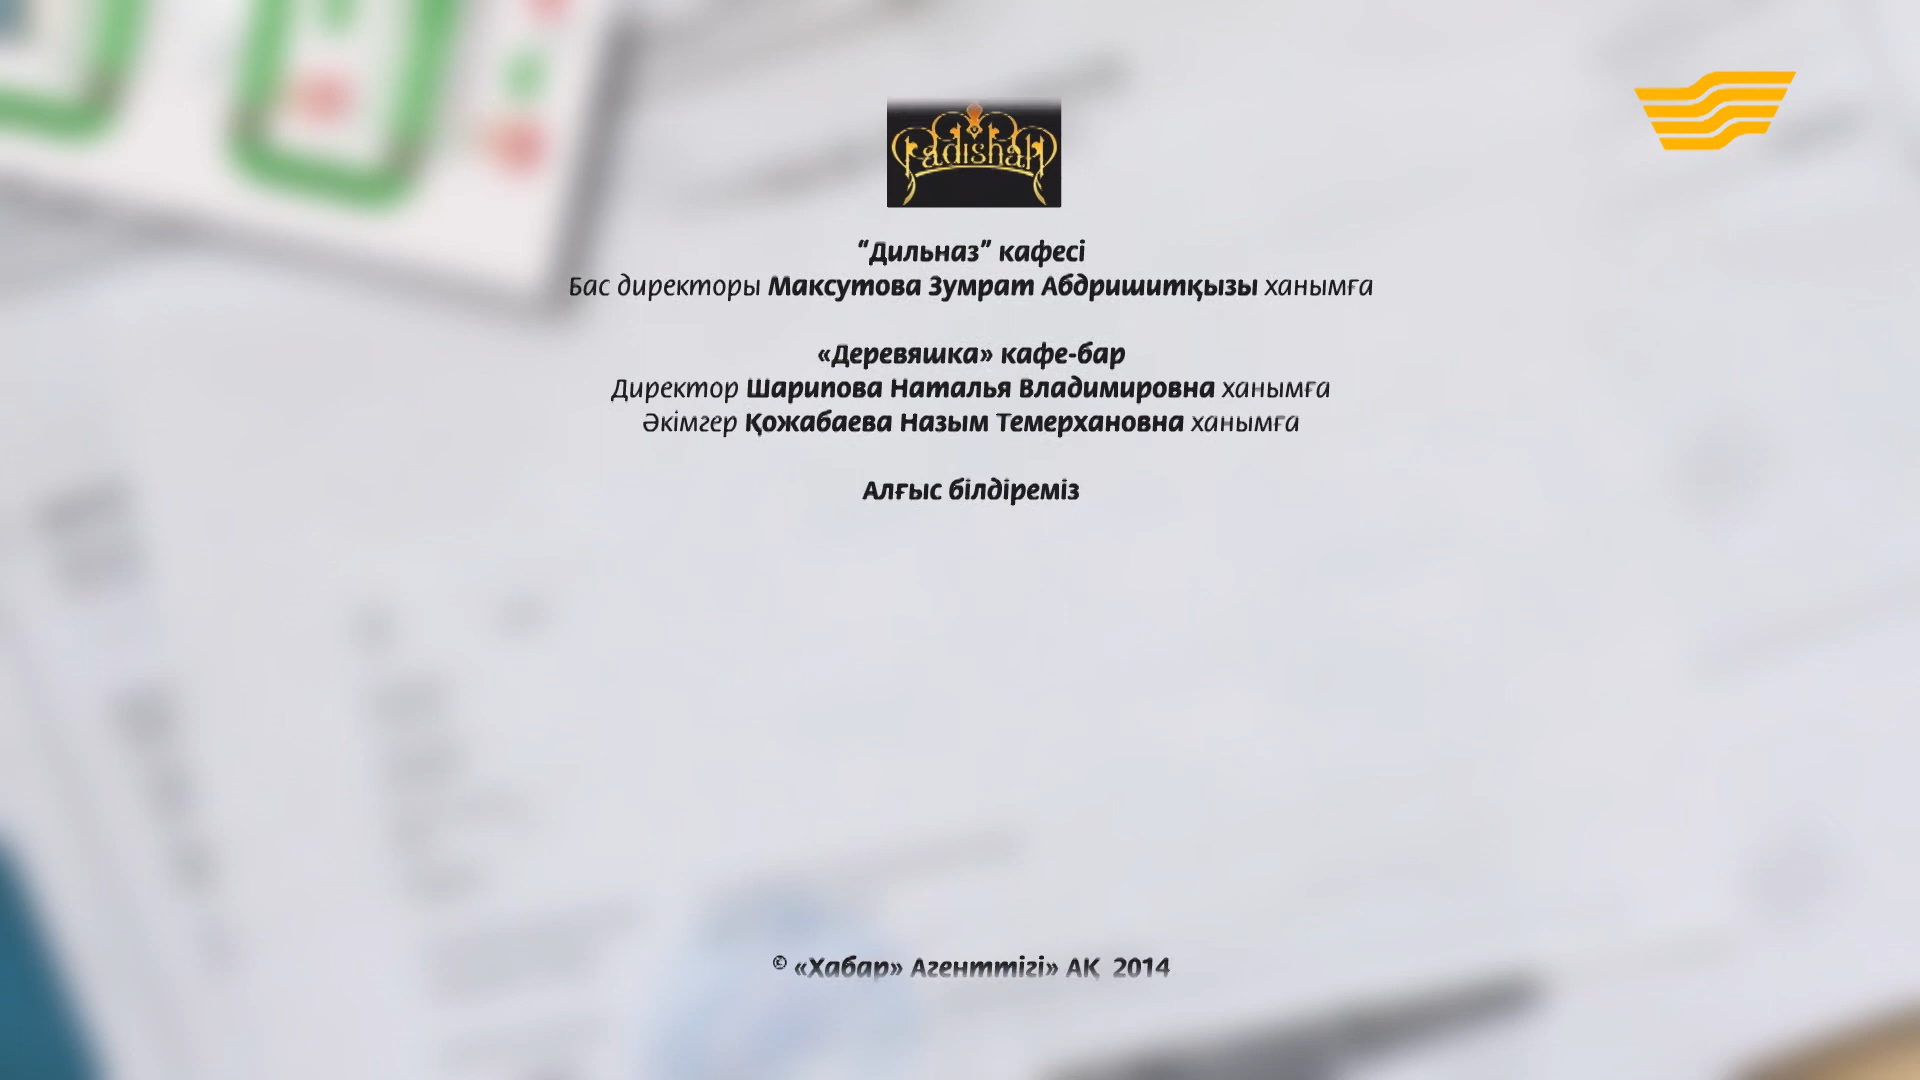 Padishah
“Дильназ” кафесі
Бас директоры Максутова Зумрат Абдришитқызы ханымға
«Деревяшка» кафе-бар
Директор Шарипова Наталья Владимировна ханымға
Әкімгер Қожабаева Назым Темерхановна ханымға
Алғыс білдіреміз
© «Хабар» Агенттігі» АҚ 2014